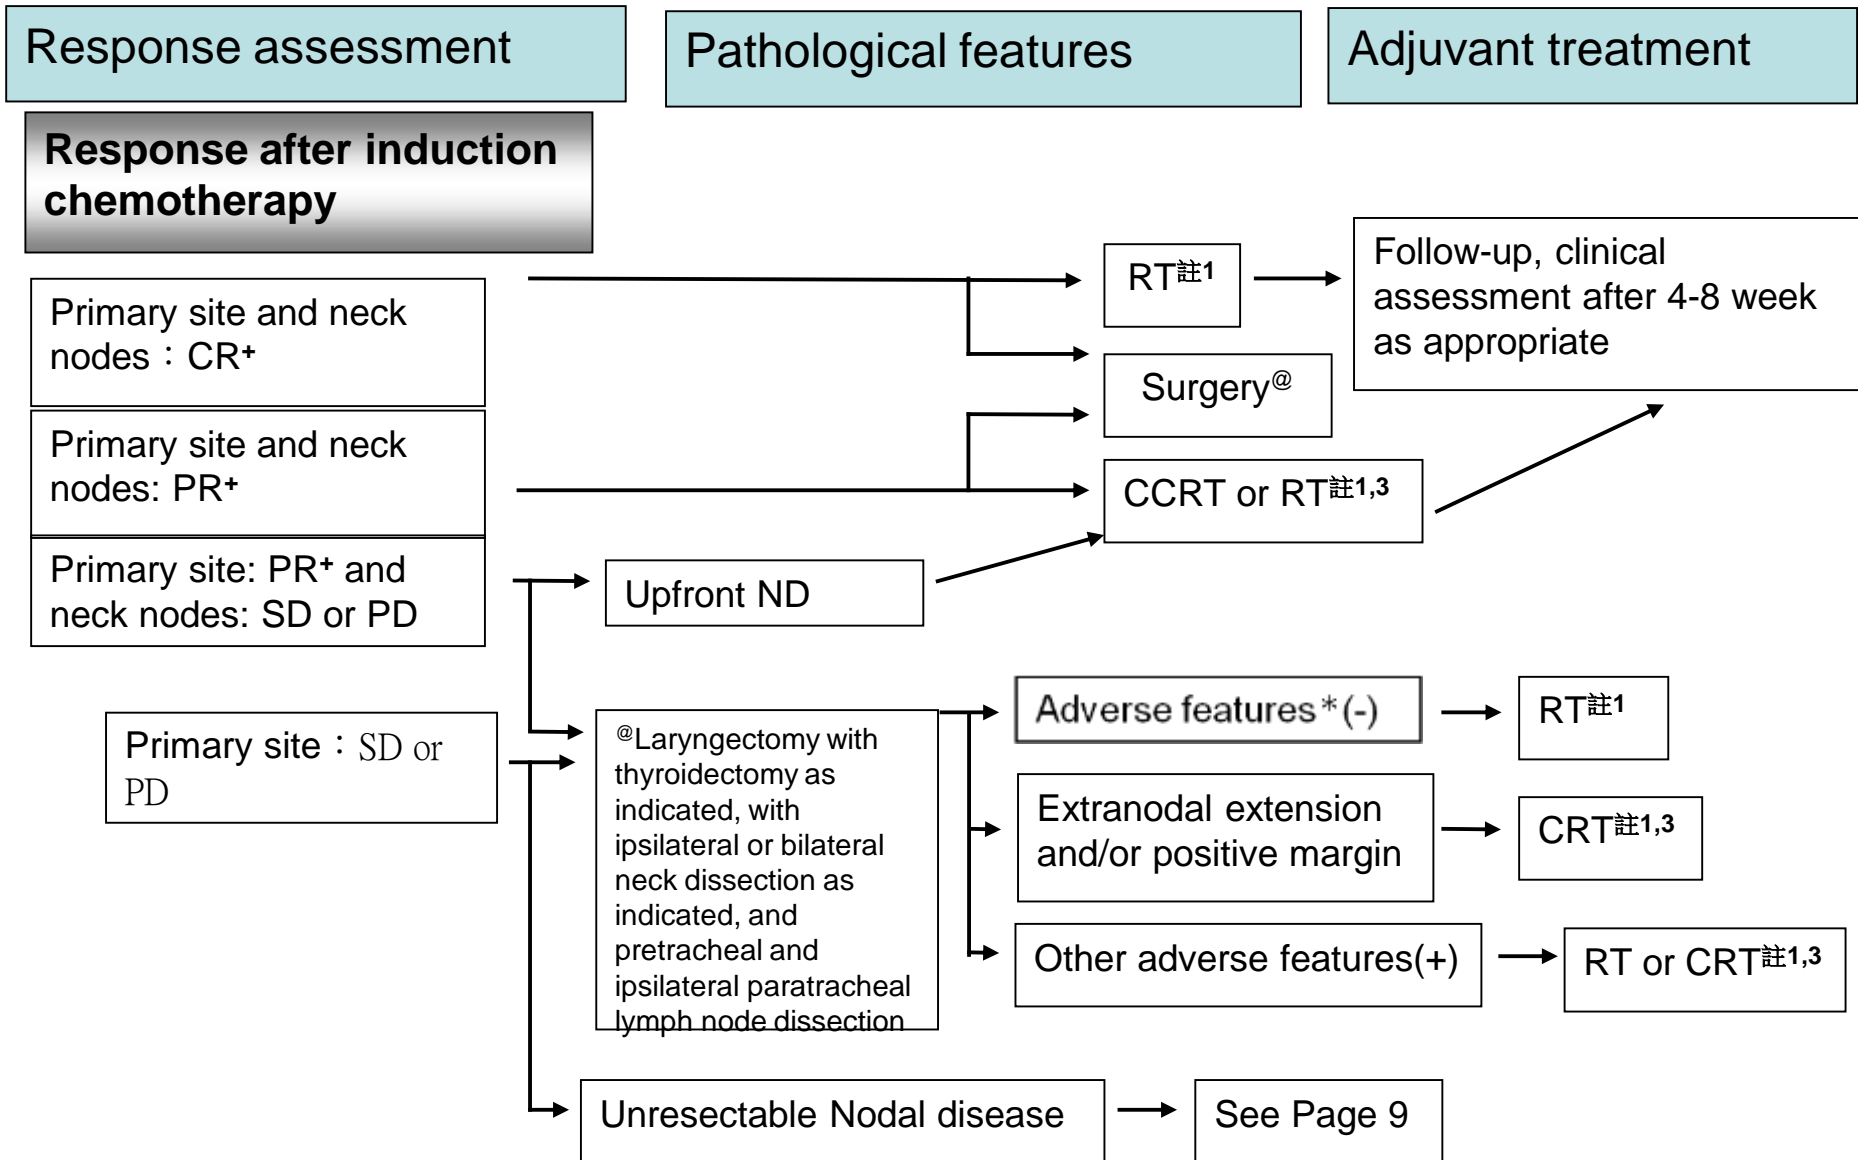 Response assessment
Pathological features
Adjuvant treatment
Response after induction
chemotherapy
Primary site and neck
nodes：CR⁺
Primary site and neck
nodes: PR⁺
Primary site: PR⁺ and
neck nodes: SD or PD
Primary site：SD or
PD
RT註1
Surgery@
CCRT or RT註1,3
Follow-up, clinical
assessment after 4-8 week
as appropriate
Upfront ND
@Laryngectomy with
thyroidectomy as
indicated, with
ipsilateral or bilateral
neck dissection as
indicated, and
pretracheal and
ipsilateral paratracheal
lymph node dissection
Adverse features*(-)
RT註1
Extranodal extension
and/or positive margin
CRT註1,3
Other adverse features(+)
RT or CRT註1,3
Unresectable Nodal disease
See Page 9